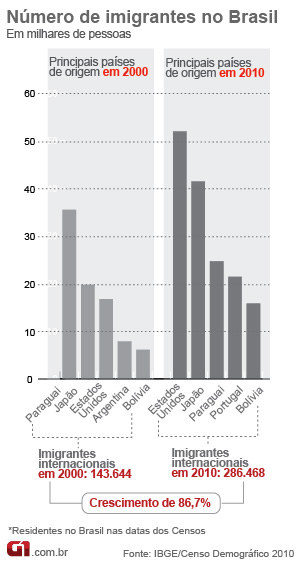 Número de imigrantes no Brasil
Em milhares de pessoas
Principais países
de origem em 2000
Principais países
de origem em 2010
60
50
40
30
20
10
0
Paraguai
Japão
Estados
Unidos
Argentina
Bolívia
Estados
Unidos
Japão
Paraguai
Portugal
Bolívia
Imigrantes
internacionais
em 2000: 143.644
Imigrantes
internacionais
em 2010: 286.468
Crescimento de 86,7%
*Residentes no Brasil nas datas dos Censos
G1.com.br
Fonte: IBGE/Censo Demográfico 2010